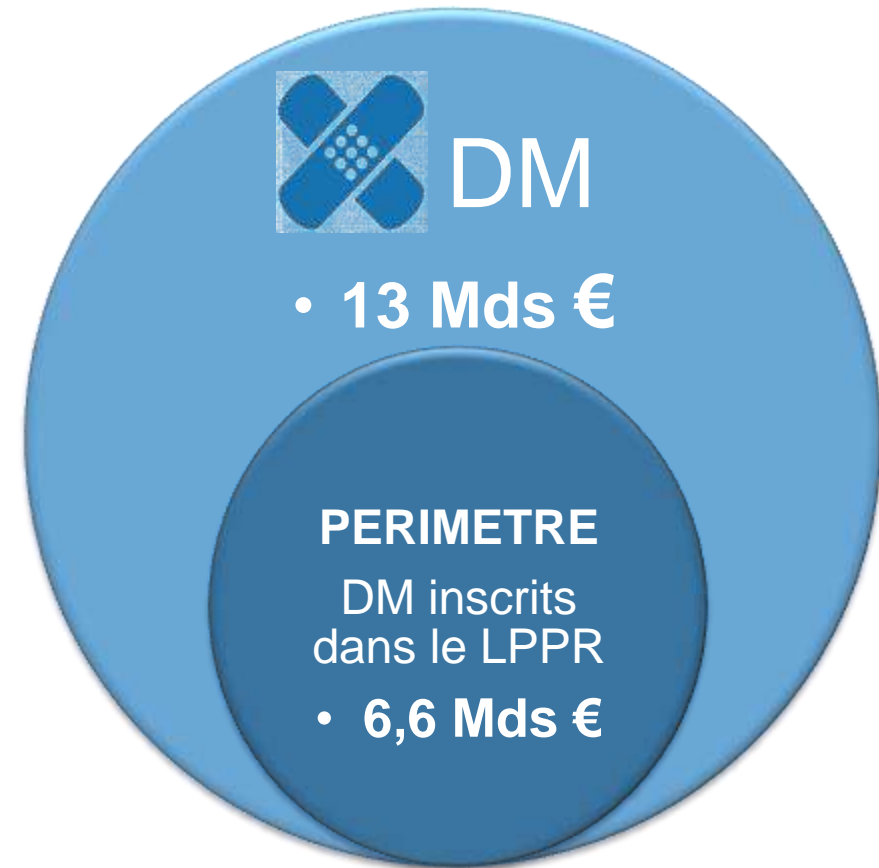 DM
• 13 Mds €
PERIMETRE
DM inscrits
dans le LPPR
• 6,6 Mds €